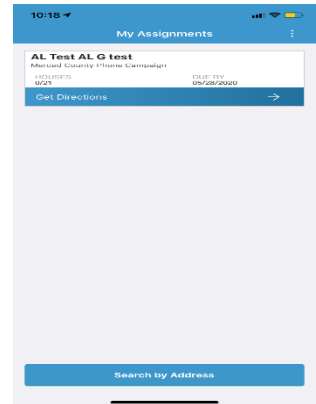 10:18
My Assignments
AL Test AL G test
Merced County Phone Campaign
HOUSES DUE BY
0/21 05/28/2020
Get Directions
Search by Address